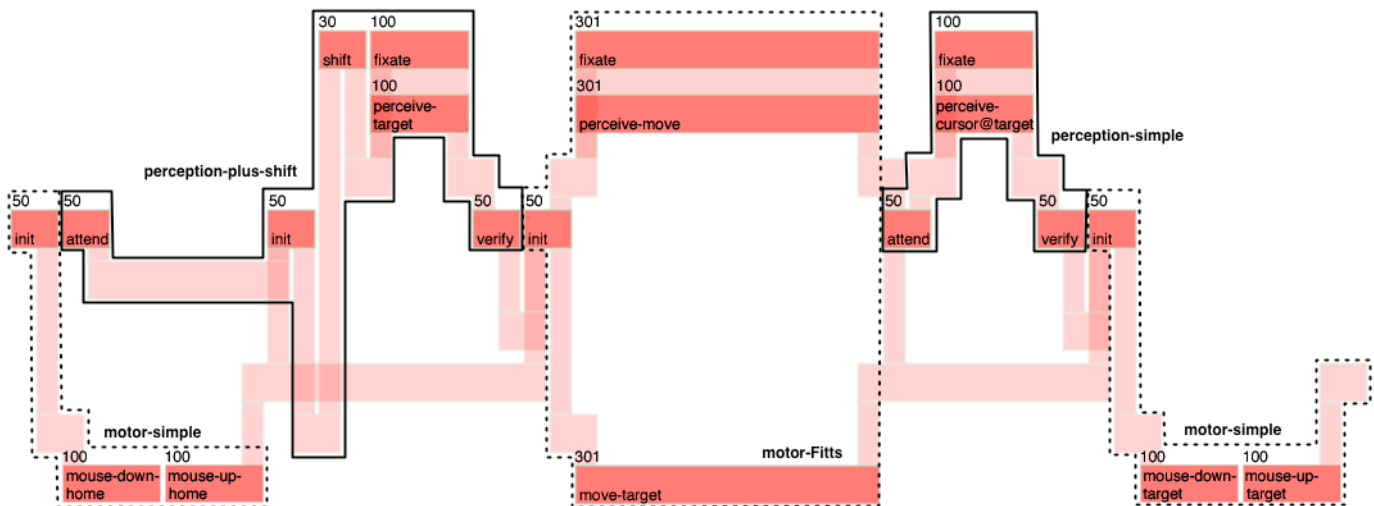 30
100
shift
fixate
100
perceive-
target
perception-plus-shift
50
init
50
attend
50
init
50
verify
50
init
motor-simple
100
mouse-down-
home
100
mouse-up-
home
301
fixate
301
perceive-move
motor-Fitts
301
move-target
100
fixate
100
perceive-
cursor@target
perception-simple
50
attend
50
verify
50
init
motor-simple
100
mouse-down-
target
100
mouse-up-
target